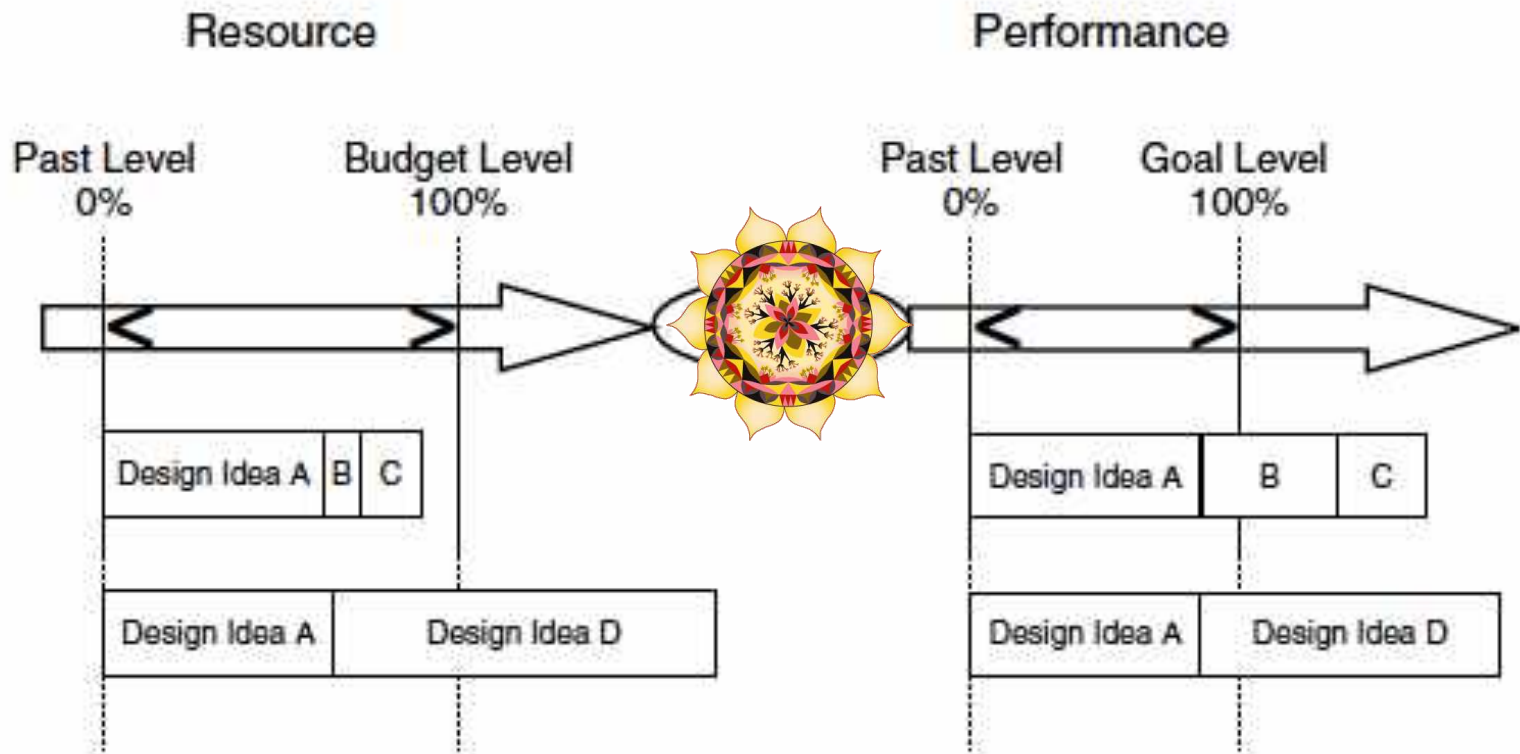 Resource
Performance
Past Level
0%
Budget Level
100%
Past Level
0%
Goal Level
100%
Design Idea A
B
C
Design Idea A
B
C
Design Idea A
Design Idea D
Design Idea A
Design Idea D